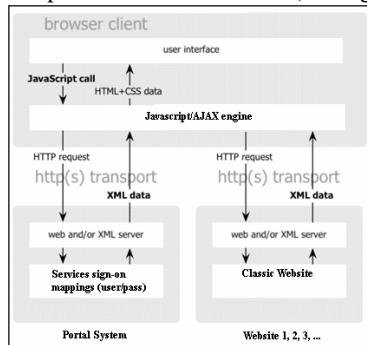 browser client
user interface
JavaScript call
HTML+CSS data
Javascript/AJAX engine
HTTP request
http(s) transport
XML data
web and/or XML server
Services sign-on
mappings (user/pass)
Portal System
HTTP request
http(s) transport
XML data
web and/or XML server
Classic Website
Website 1, 2, 3, ...